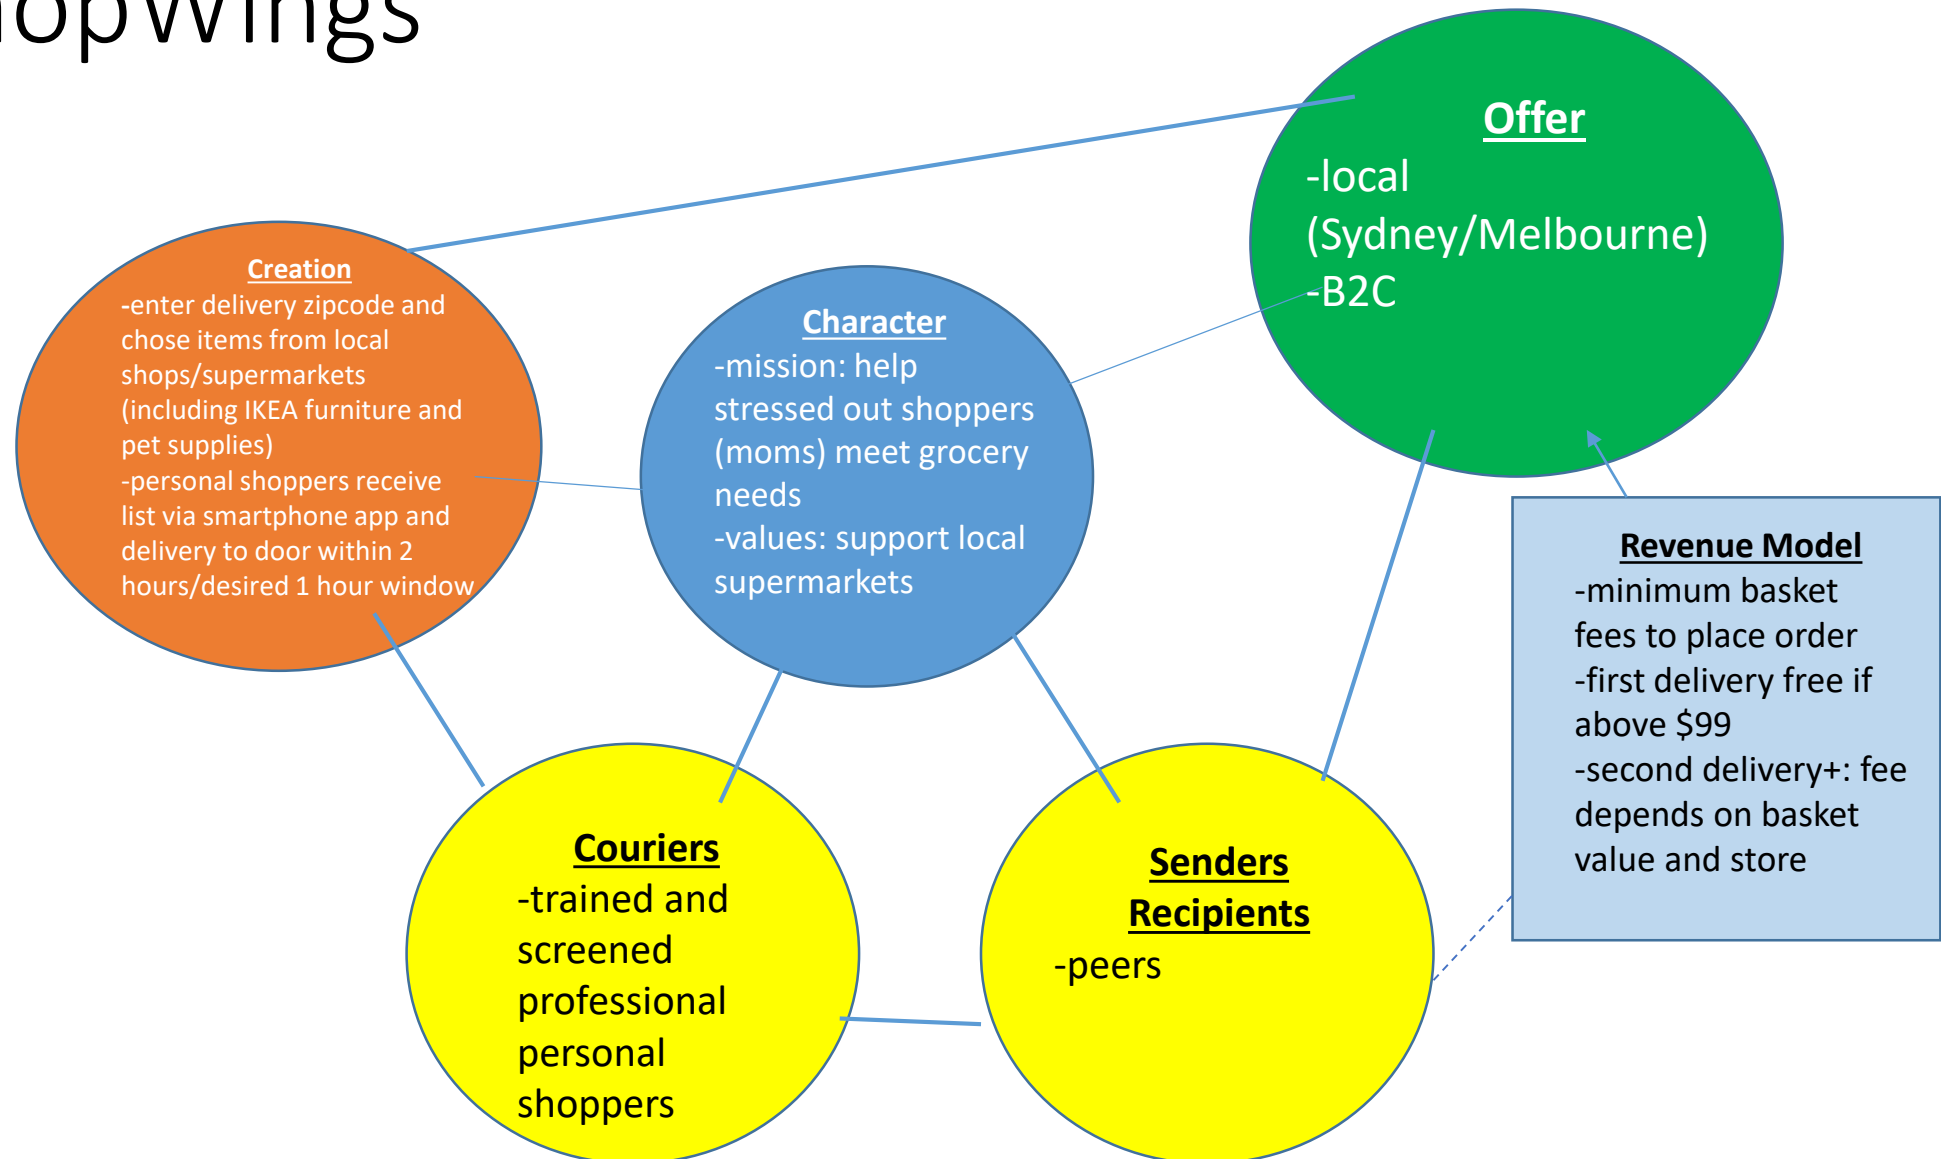 hopWings
Offer
-local
(Sydney/Melbourne)
-B2C
Creation
-enter delivery zipcode and
chose items from local
shops/supermarkets
(including IKEA furniture and
pet supplies)
-personal shoppers receive
list via smartphone app and
delivery to door within 2
hours/desired 1 hour window
Character
-mission: help
stressed out shoppers
(moms) meet grocery
needs
-values: support local
supermarkets
Revenue Model
-minimum basket
fees to place order
-first delivery free if
above $99
-second delivery+: fee
depends on basket
value and store
Couriers
-trained and
screened
professional
personal
shoppers
Senders
Recipients
-peers